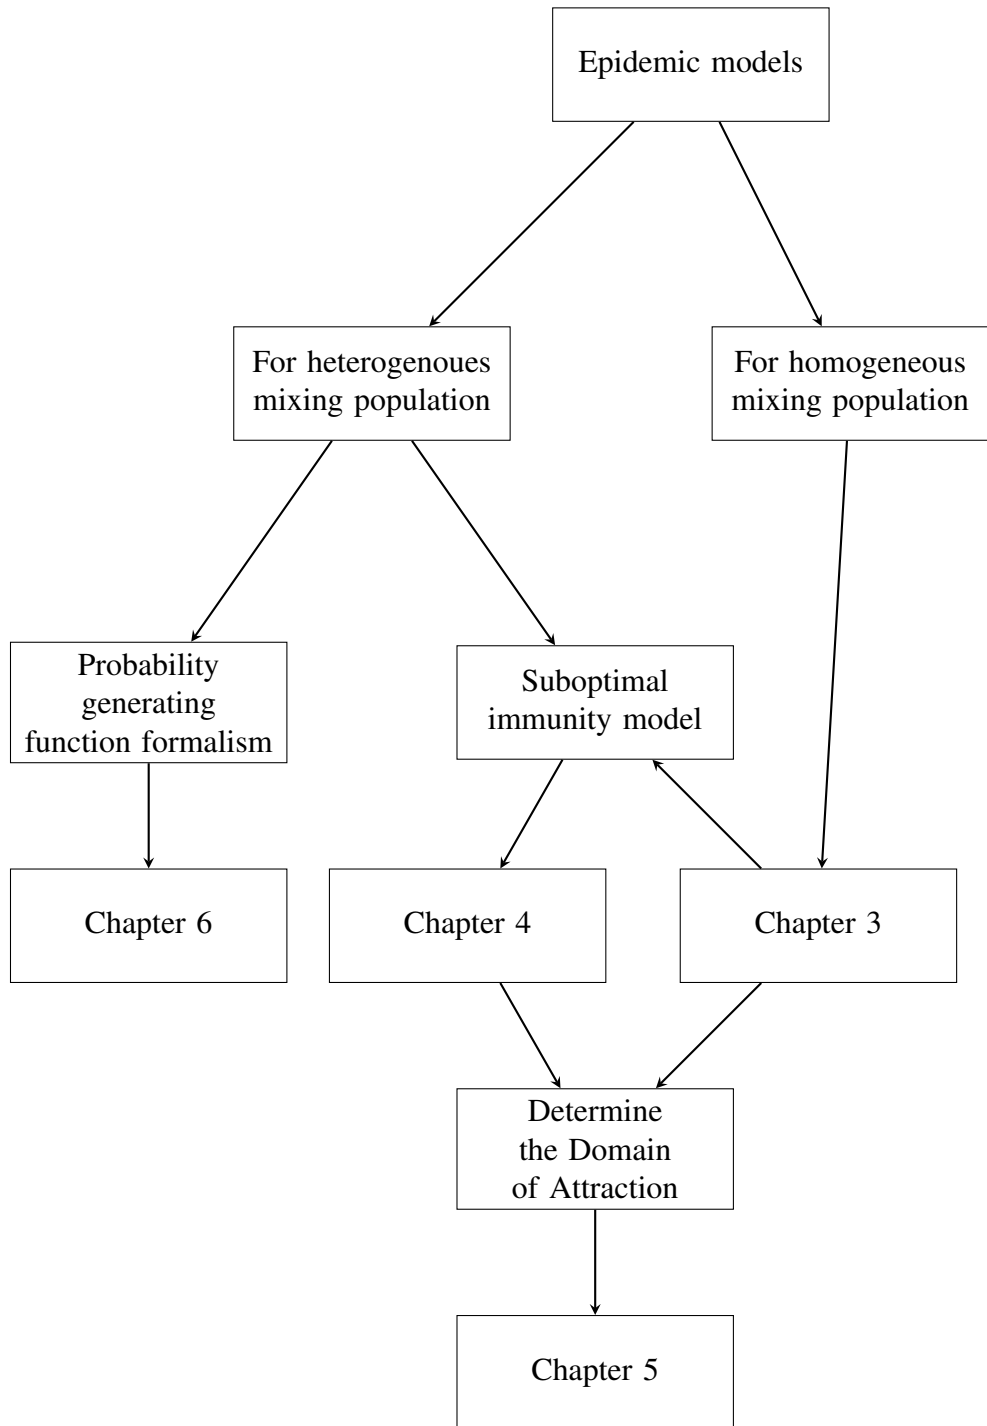 Epidemic models
For heterogenoues
mixing population
For homogeneous
mixing population
Probability
generating
function formalism
Suboptimal
immunity model
Chapter 6
Chapter 4
Chapter 3
Determine
the Domain
of Attraction
Chapter 5